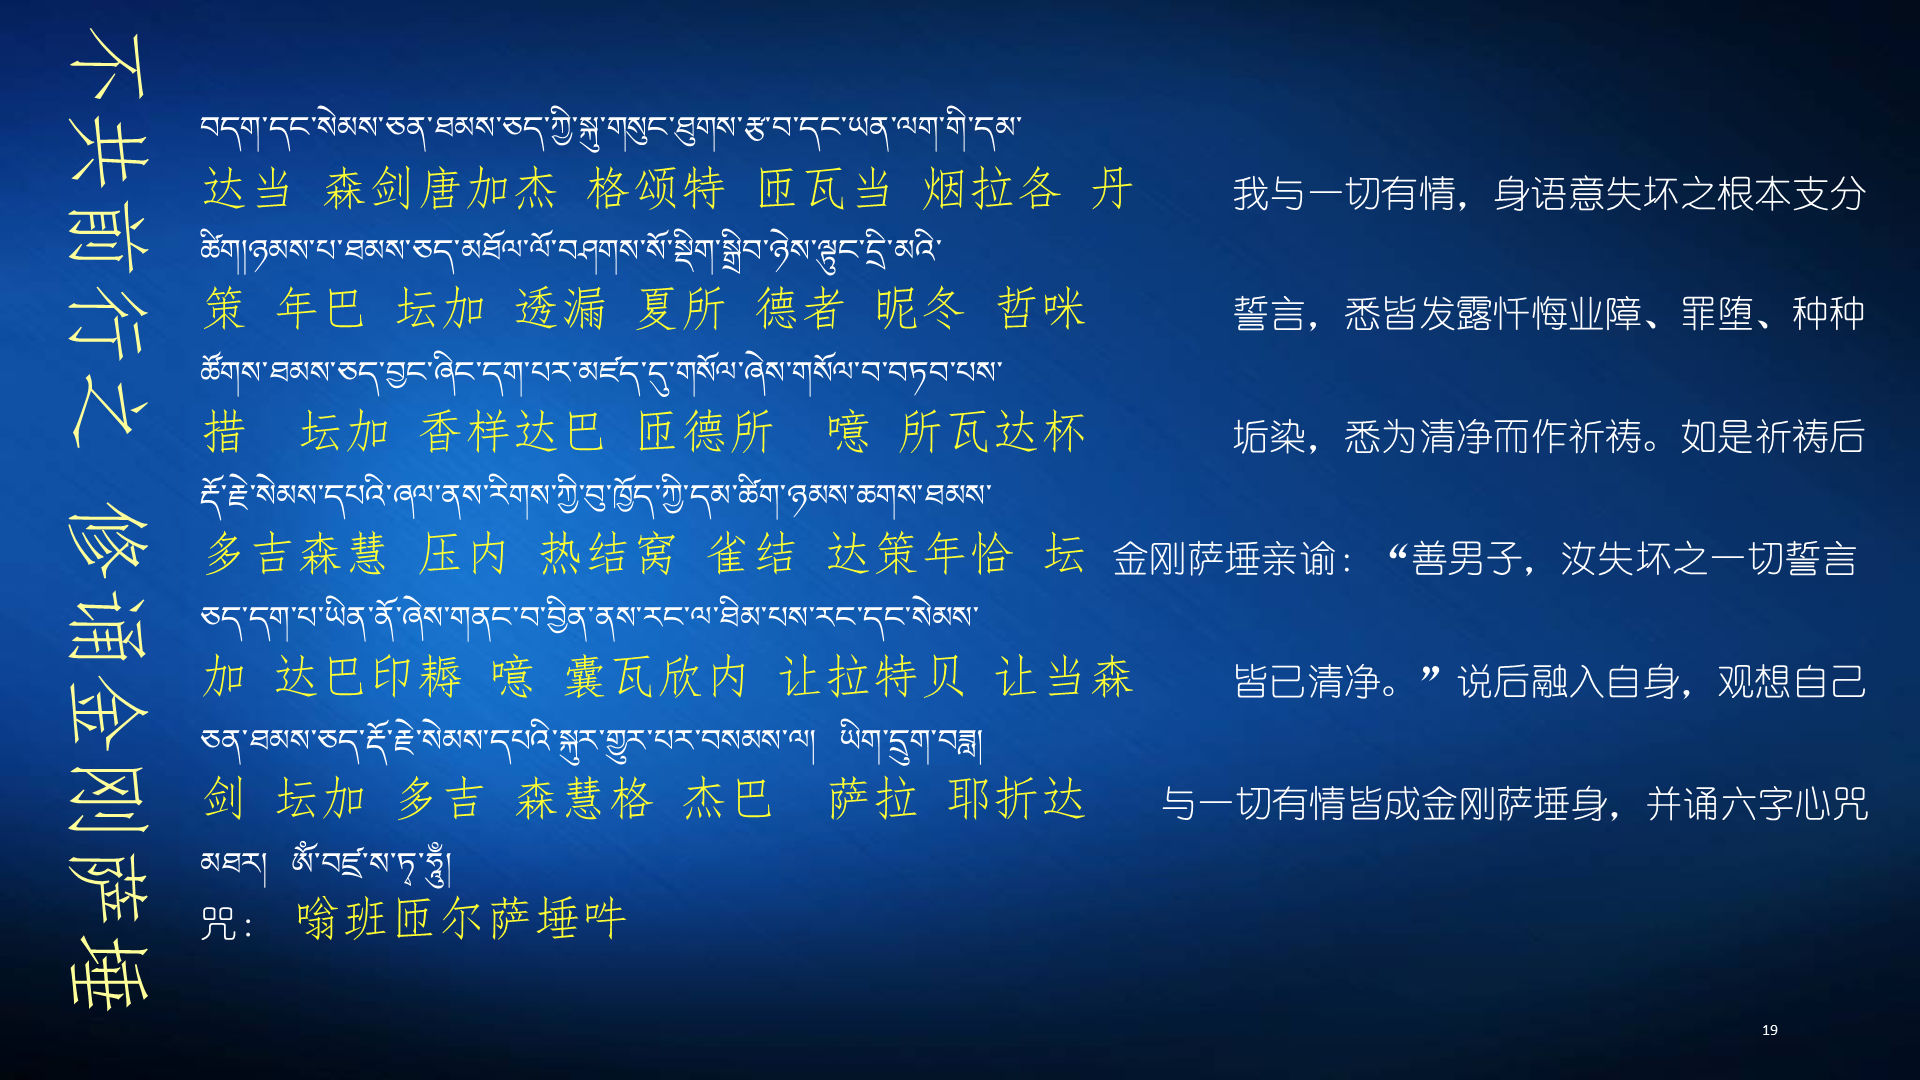 不共前行之 修诵金刚萨埵
བདག་དང་སེམས་ཅན་ཐམས་ཅད་ཀྱི་སྐུ་གསུང་ཐུགས་རྩ་བ་དང་ཡན་ལག་གི་དམ་
达当 森剑唐加杰 格颂特 匝瓦当 烟拉各 丹 我与一切有情，身语意失坏之根本支分
ཚིག།ཉམས་པ་ཐམས་ཅད་མཐོལ་ལོ་བཤགས་སོ་སྡིག་སྒྲིབ་ཉེས་ལྟུང་དྲི་མའི་
策 年巴 坛加 透漏 夏所 德者 昵冬 哲咪 誓言，悉皆发露忏悔业障、罪堕、种种
ཚོགས་ཐམས་ཅད་བྱང་ཞིང་དག་པར་མཛད་དུ་གསོལ་ཞེས་གསོལ་བ་བཏབ་པས་
措 坛加 香样达巴 匝德所 噫 所瓦达杯 垢染，悉为清净而作祈祷。如是祈祷后
རྡོ་རྗེ་སེམས་དཔའི་ཞལ་ནས་རིགས་ཀྱི་བུ་ཁྱོད་ཀྱི་དམ་ཚིག་ཉམས་ཆགས་ཐམས་
多吉森慧 压内 热结窝 雀结 达策年恰 坛 金刚萨埵亲谕：“善男子，汝失坏之一切誓言
ཅད་དག་པ་ཡིན་ནོ་ཞེས་གནང་བ་བྱིན་ནས་རང་ལ་ཐིམ་པས་རང་དང་སེམས་
加 达巴印耨 噫 囊瓦欣内 让拉特贝 让当森 皆已清净。”说后融入自身，观想自己
ཅན་ཐམས་ཅད་རྡོ་རྗེ་སེམས་དཔའི་སྐུར་གྱུར་པར་བསམས་ལ། ཡིག་དྲུག་བཟླ།
剑 坛加 多吉 森慧格 杰巴 萨拉 耶折达 与一切有情皆成金刚萨埵身，并诵六字心咒
མཐར། ༀ་བཛྲ་ས་ཏྭ་ཧཱུྃ།
咒： 嗡班匝尔萨埵吽
19